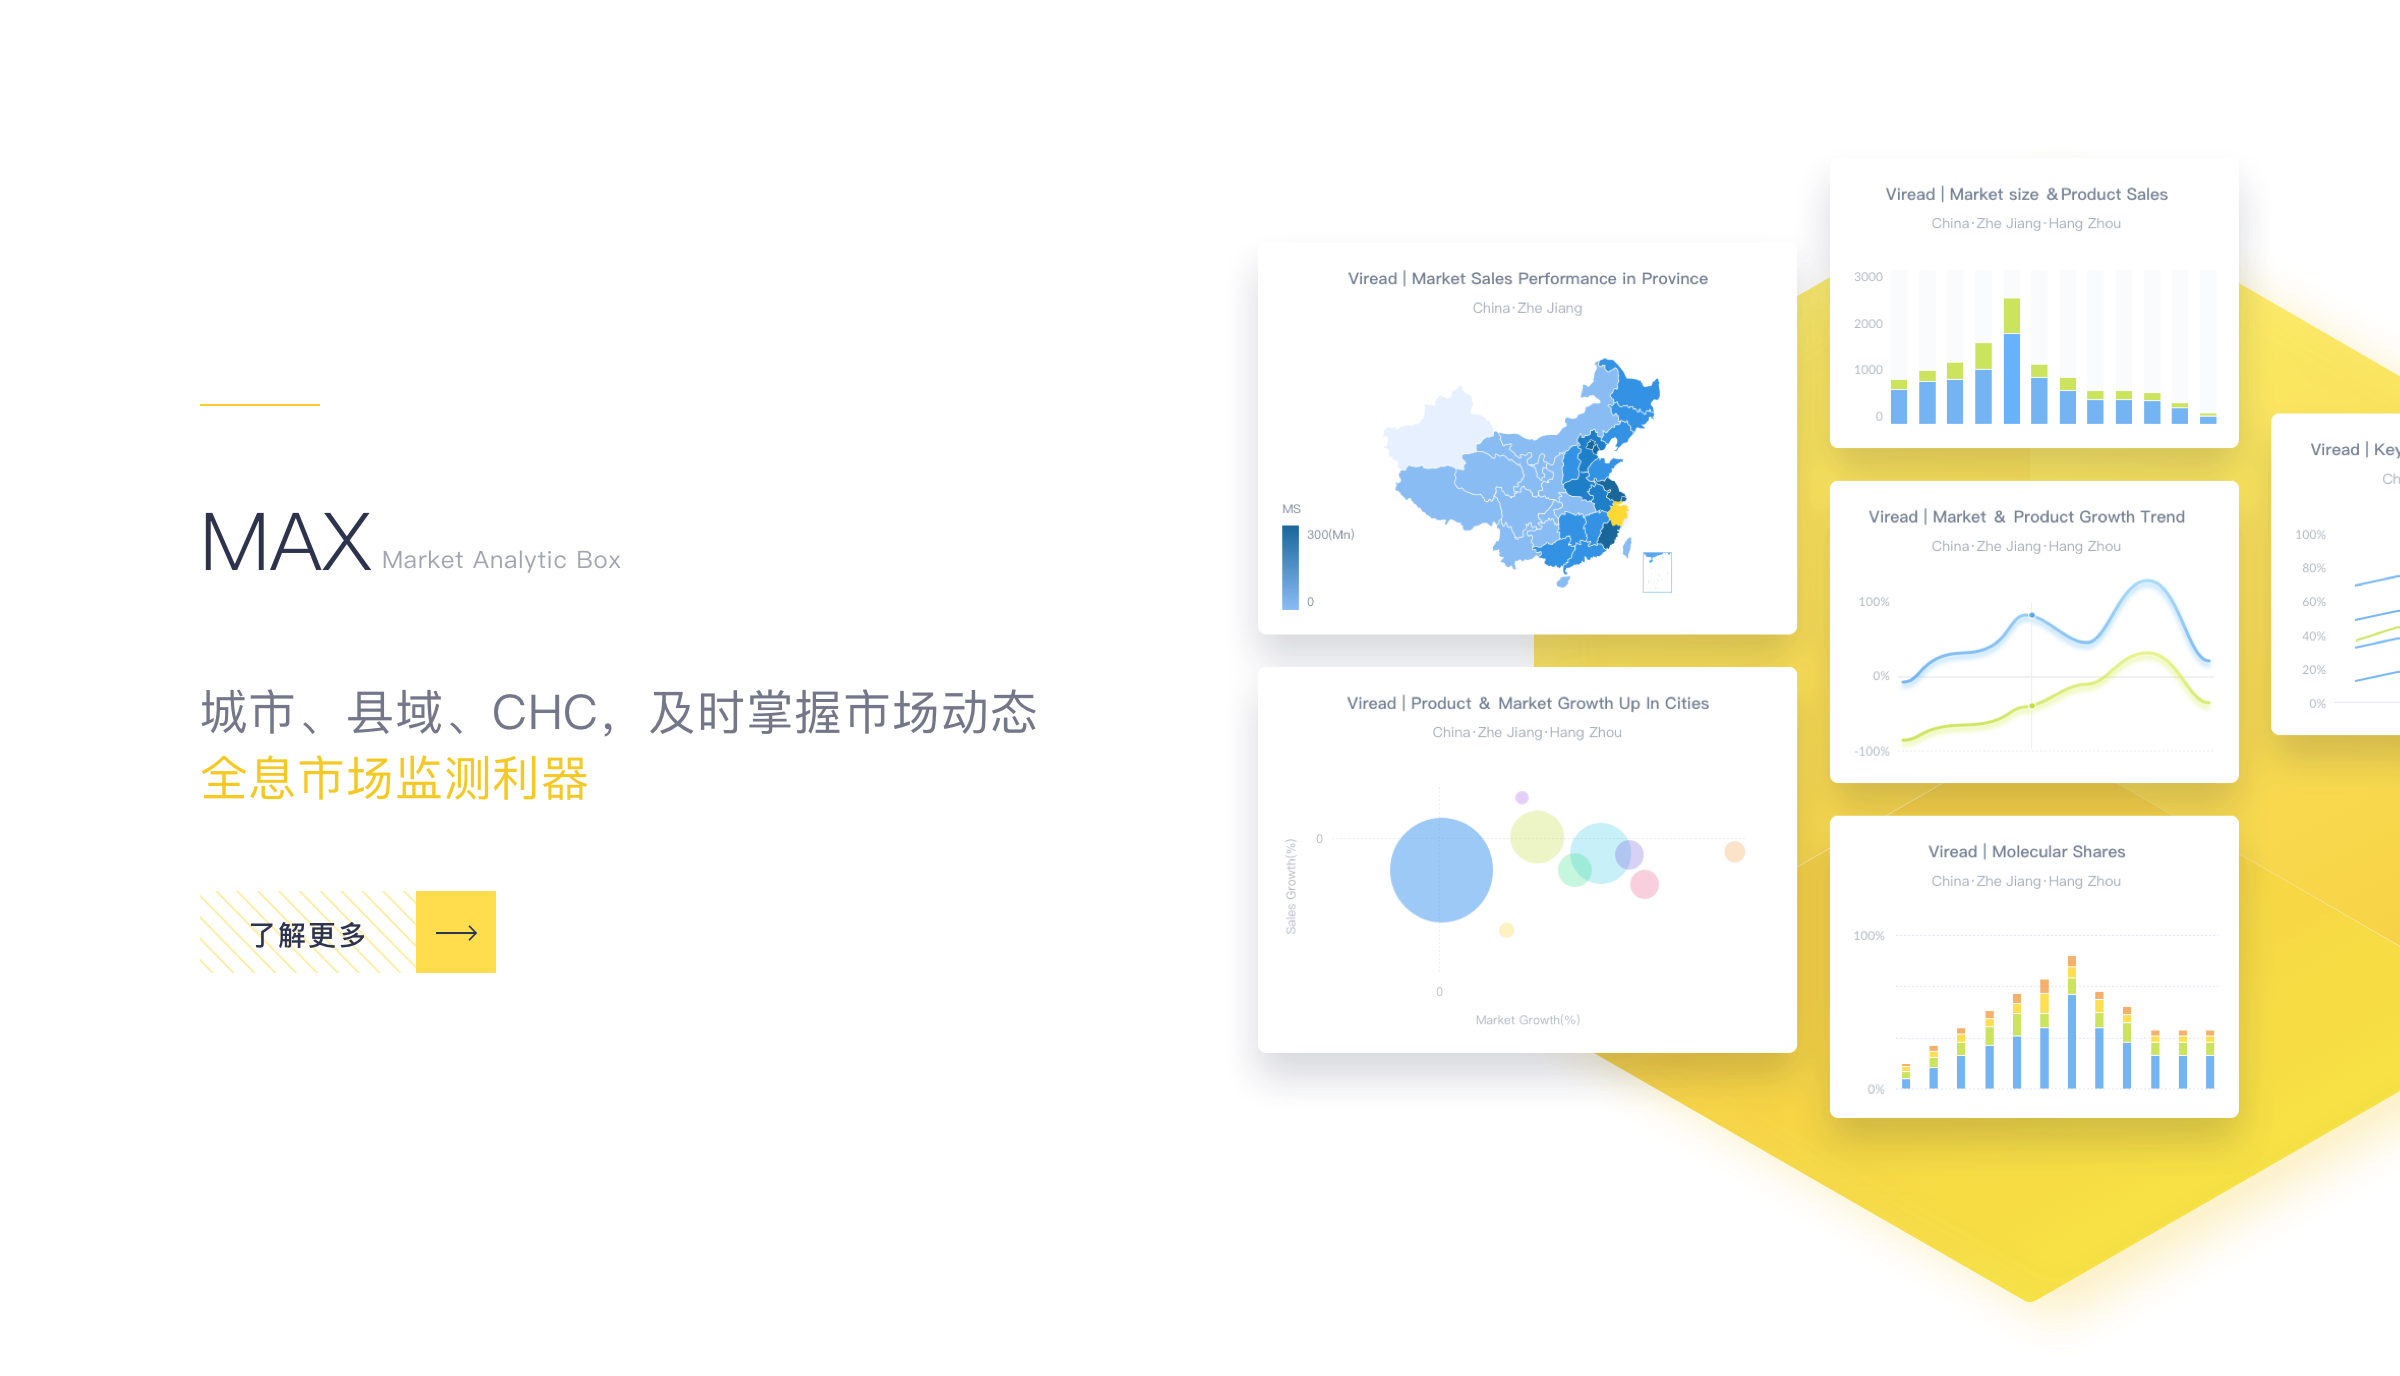 MAX Market Analytic Box
城市、县域、CHC，及时掌握市场动态
全息市场监测利器
了解更多
Viread | Market Sales Performance in Province
China·Zhe Jiang
MS
300(Mn)
0
Viread | Product & Market Growth Up In Cities
China·Zhe Jiang·Hang Zhou
Sales Growth(%)
0
0
Market Growth(%)
Viread | Market size &Product Sales
China·Zhe Jiang·Hang Zhou
3000
2000
1000
0
Viread | Market & Product Growth Trend
China·Zhe Jiang·Hang Zhou
100%
0%
-100%
Viread | Molecular Shares
China·Zhe Jiang·Hang Zhou
100%
0%
Viread | Key
Ch
100%
80%
60%
40%
20%
0%